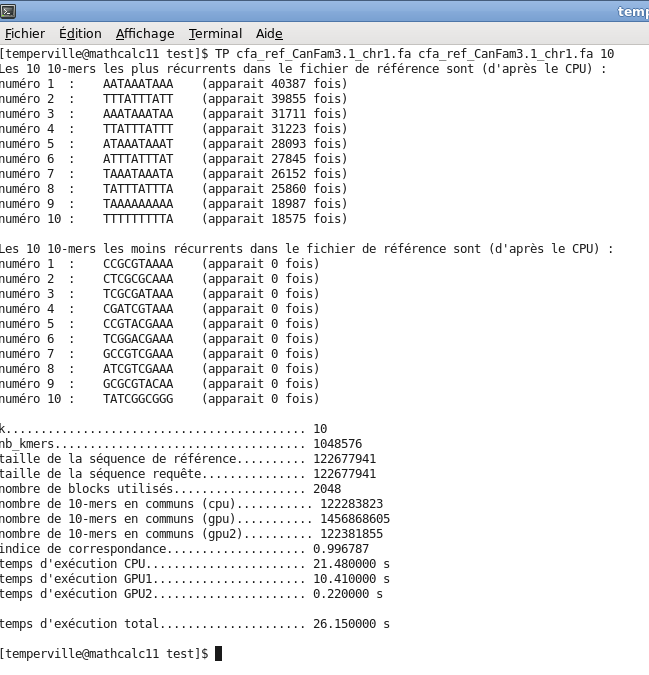 temp
Fichier Édition Affichage Terminal Aide
[temperville@mathcalc11 test]$ TP cfa_ref_CanFam3.1_chr1.fa cfa_ref_CanFam3.1_chr1.fa 10
Les 10 10-mers les plus récurrents dans le fichier de référence sont (d'après le CPU) :
numéro 1  :    AATAAATAAA    (apparait 40387 fois)
numéro 2  :    TTTATTTATT    (apparait 39855 fois)
numéro 3  :    AAATAAATAA    (apparait 31711 fois)
numéro 4  :    TTATTTATTT    (apparait 31223 fois)
numéro 5  :    ATAAATAAAT    (apparait 28093 fois)
numéro 6  :    ATTTATTTAT    (apparait 27845 fois)
numéro 7  :    TAAATAAATA    (apparait 26152 fois)
numéro 8  :    TATTTATTTA    (apparait 25860 fois)
numéro 9  :    TAAAAAAAAA    (apparait 18987 fois)
numéro 10 :    TTTTTTTTTA    (apparait 18575 fois)
Les 10 10-mers les moins récurrents dans le fichier de référence sont (d'après le CPU) :
numéro 1  :    CCGCGTAAAA    (apparait 0 fois)
numéro 2  :    CTCGCGCAAA    (apparait 0 fois)
numéro 3  :    TCGCGATAAA    (apparait 0 fois)
numéro 4  :    CGATCGTAAA    (apparait 0 fois)
numéro 5  :    CCGTACGAAA    (apparait 0 fois)
numéro 6  :    TCGGACGAAA    (apparait 0 fois)
numéro 7  :    GCCGTCGAAA    (apparait 0 fois)
numéro 8  :    ATCGTCGAAA    (apparait 0 fois)
numéro 9  :    GCGCGTACAA    (apparait 0 fois)
numéro 10 :    TATCGGCGGG    (apparait 0 fois)
k........................................... 10
nb_kmers.................................... 1048576
taille de la séquence de référence.......... 122677941
taille de la séquence requête............... 122677941
nombre de blocks utilisés................... 2048
nombre de 10-mers en communs (cpu)........... 122283823
nombre de 10-mers en communs (gpu)........... 1456868605
nombre de 10-mers en communs (gpu2).......... 122381855
indice de correspondance.................... 0.996787
temps d'exécution CPU...................... 21.480000 s
temps d'exécution GPU1..................... 10.410000 s
temps d'exécution GPU2...................... 0.220000 s
temps d'exécution total..................... 26.150000 s
[temperville@mathcalc11 test]$